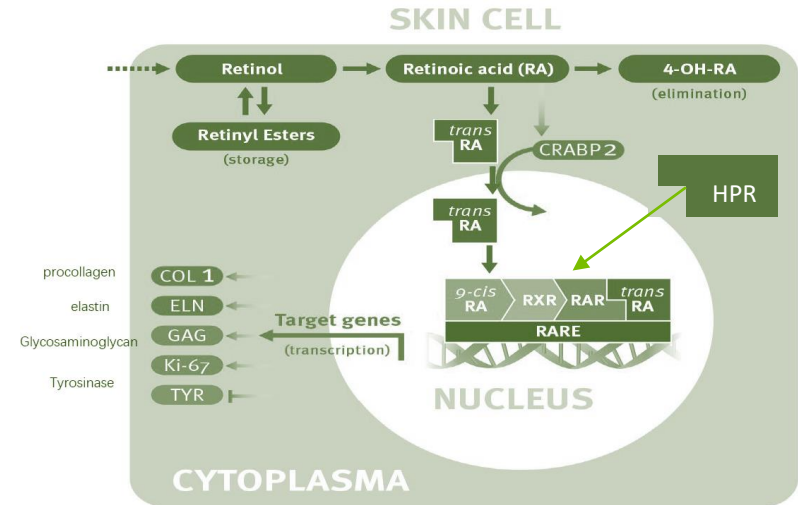 SKIN CELL
Retinol
Retinoic acid (RA)
4-OH-RA
(elimination)
Retinyl Esters
(storage)
trans
RA
CRABP2
HPR
trans
RA
procollagen
COL 1
elastin
ELN
Glycosaminoglycan
GAG
Ki-67
Tyrosinase
TYR
Target genes
(transcription)
9-cis
RA
RXR
RAR
trans
RA
RARE
NUCLEUS
CYTOPLASMA